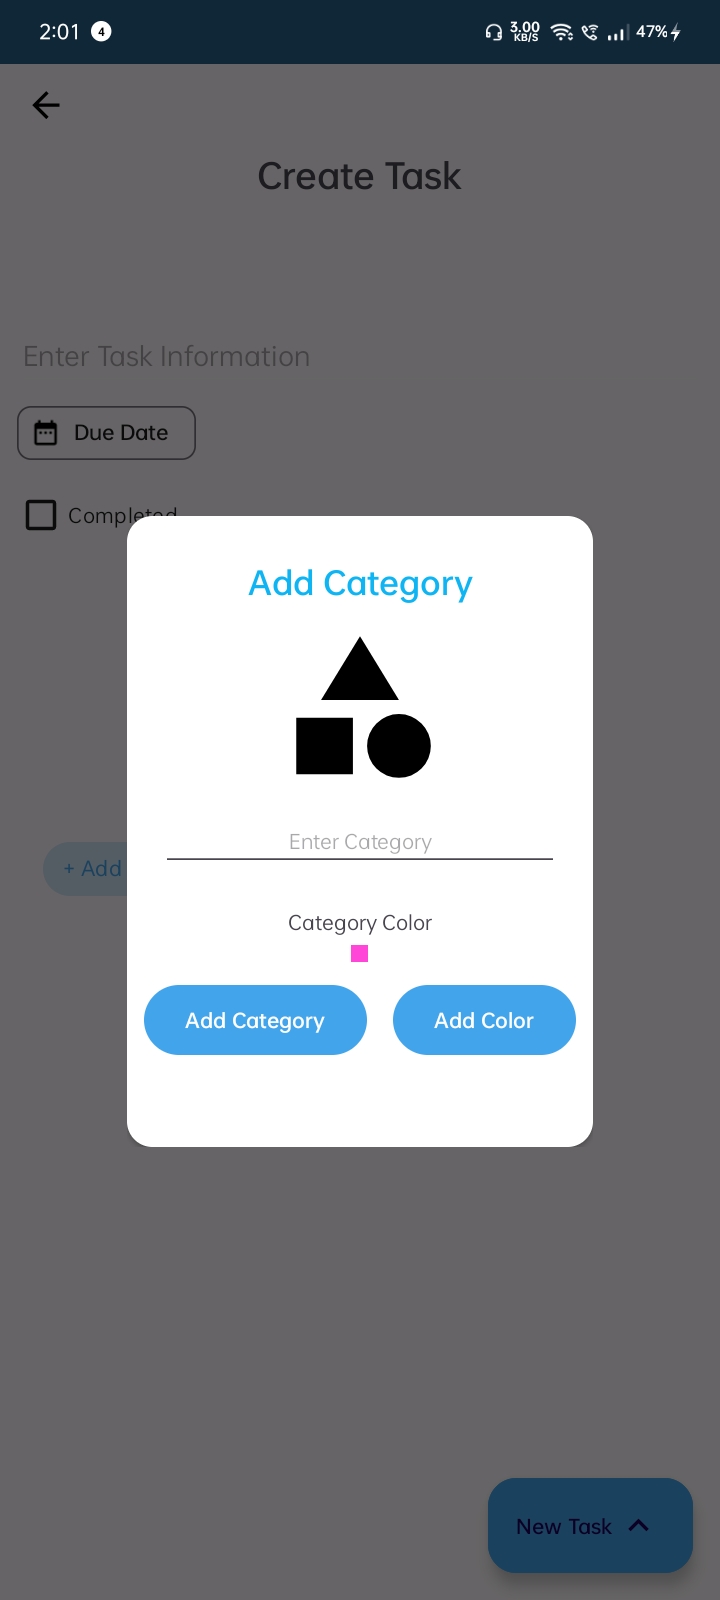 2:01 4 3.00 KB/S 47%
Create Task
Enter Task Information
Due Date
Completed
Add Category
Enter Category
+ Add
Category Color
Add Category Add Color
New Task